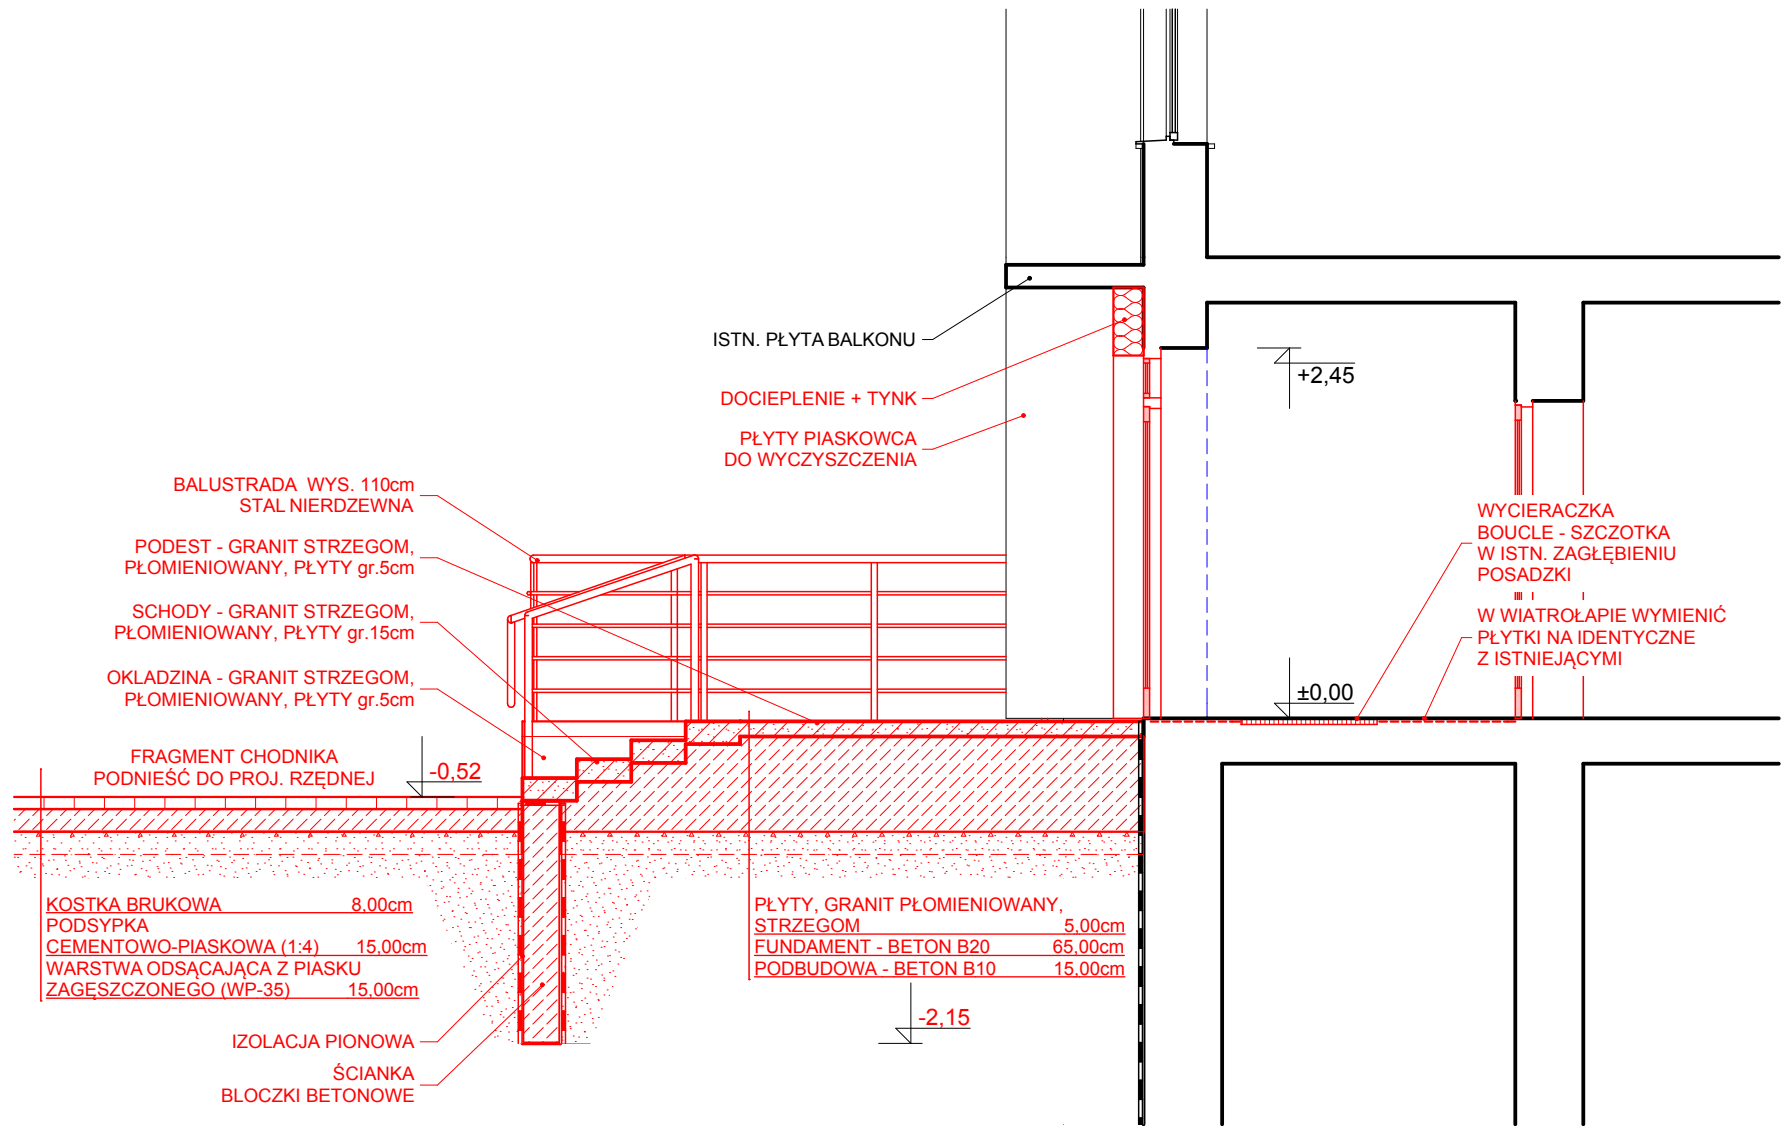 ISTN. PŁYTA BALKONU
DOCIEPLENIE + TYNK
PŁYTY PIASKOWCA
DO WYCZYSZCZENIA
+2,45
BALUSTRADA WYS. 110cm
STAL NIERDZEWNA
PODEST - GRANIT STRZEGOM,
PŁOMIENIOWANY, PŁYTY gr.5cm
SCHODY - GRANIT STRZEGOM,
PŁOMIENIOWANY, PŁYTY gr.15cm
OKLADZINA - GRANIT STRZEGOM,
PŁOMIENIOWANY, PŁYTY gr.5cm
FRAGMENT CHODNIKA
PODNIEŚĆ DO PROJ. RZĘDNEJ
-0,52
WYCIERACZKA
BOUCLE - SZCZOTKA
W ISTN. ZAGŁĘBIENIU
POSADZKI
W WIATROŁAPIE WYMIENIĆ
PŁYTKI NA IDENTYCZNE
Z ISTNIEJĄCYMI
±0,00
KOSTKA BRUKOWA 8,00cm
PODSYPKA
CEMENTOWO-PIASKOWA (1:4) 15,00cm
WARSTWA ODSĄCAJĄCA Z PIASKU
ZAGĘSZCZONEGO (WP-35) 15,00cm
IZOLACJA PIONOWA
ŚCIANKA
BLOCZKI BETONOWE
PŁYTY, GRANIT PŁOMIENIOWANY,
STRZEGOM 5,00cm
FUNDAMENT - BETON B20 65,00cm
PODBUDOWA - BETON B10 15,00cm
-2,15